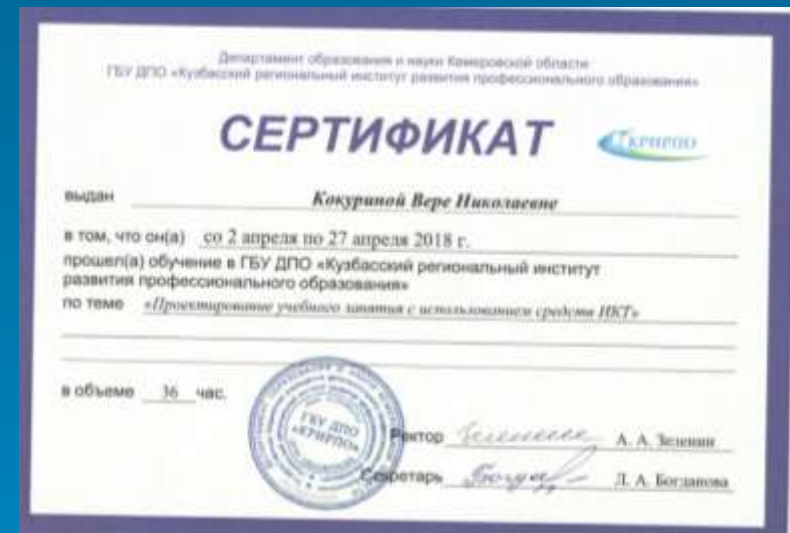 Департамент образования и науки Кемеровской области
ГБУ ДПО «Кузбасский региональный институт развития профессионального образования»
СЕРТИФИКАТ
КРИРПО
выдан Кокуриной Вере Николаевне
в том, что он(а) со 2 апреля по 27 апреля 2018 г.
прошел(а) обучение в ГБУ ДПО «Кузбасский региональный институт
развития профессионального образования»
по теме «Проектирование учебного занятия с использованием средств ИКТ»
в объеме 36 час.
ГБУ ДПО
«КРИРПО»
Ректор А. А. Зеленин
Секретарь Л. А. Богданова